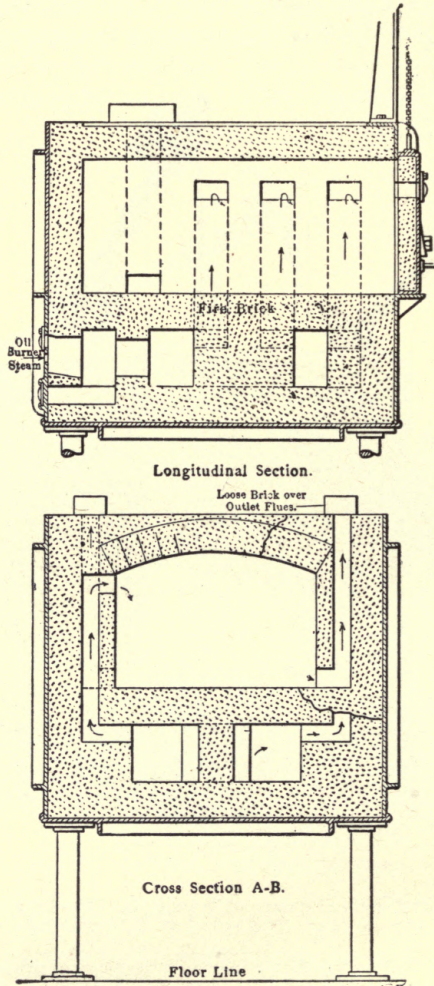 Fire Brick
Oil
Burner
Steam
Longitudinal Section.
Loose Brick over
Outlet Flues.
Cross Section A-B.
Floor Line